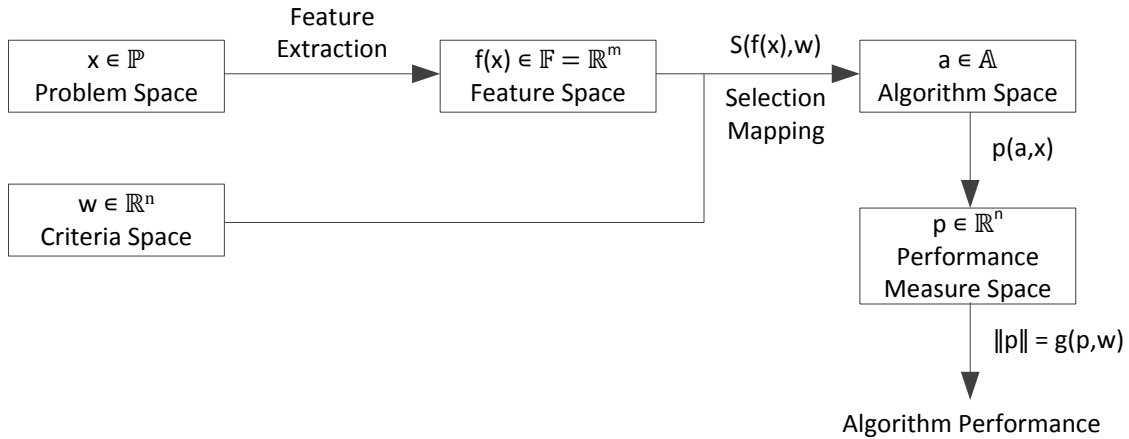 x ∈ ℙ
Problem Space
Feature
Extraction
f(x) ∈ 𝔽 = ℝᵐ
Feature Space
S(f(x),w)
Selection
Mapping
a ∈ 𝔸
Algorithm Space
p(a,x)
w ∈ ℝⁿ
Criteria Space
p ∈ ℝⁿ
Performance
Measure Space
‖p‖ = g(p,w)
Algorithm Performance